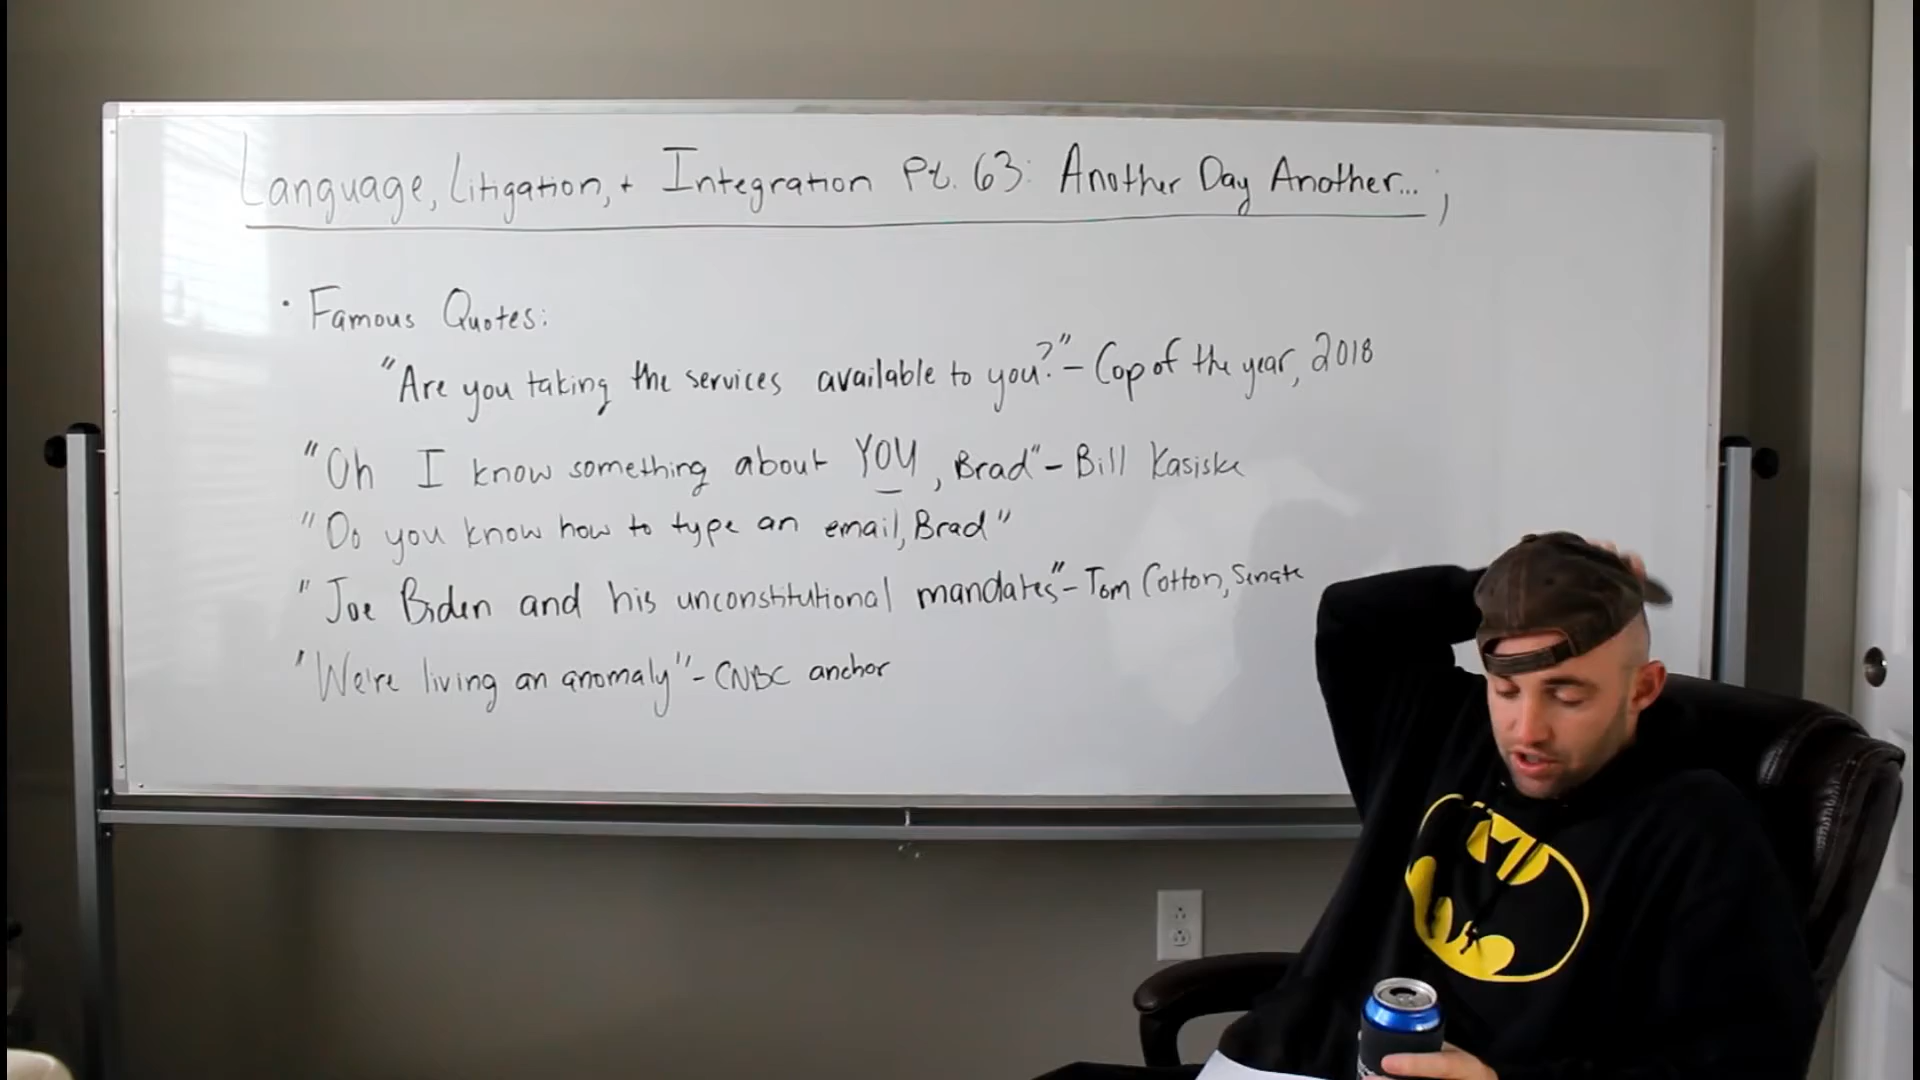 Language, Litigation, + Integration Pt. 63: Another Day Another... ;
• Famous Quotes:
"Are you taking the services available to you?" – Cop of the year, 2018
"Oh I know something about YOU, Brad" – Bill Kasiske
"Do you know how to type an email, Brad"
"Joe Biden and his unconstitutional mandates" – Tom Cotton, Senate
"We're living an anomaly" – CNBC anchor